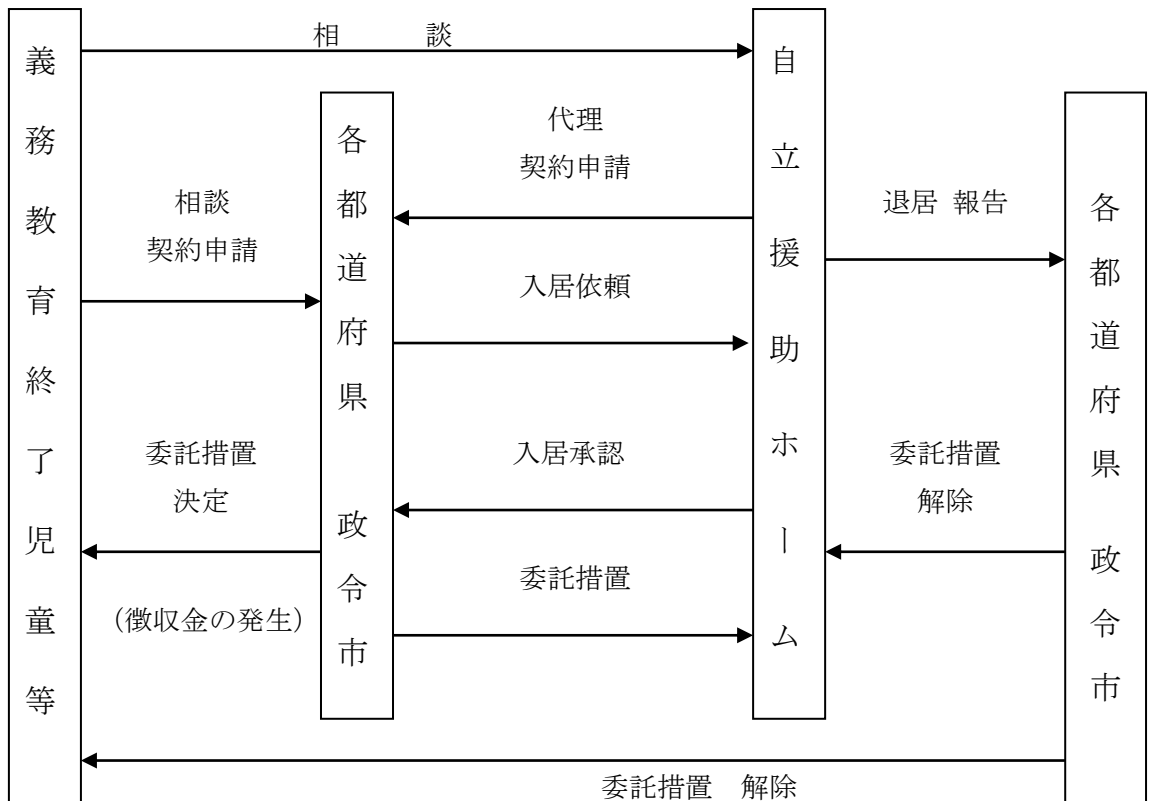 義務教育終了児童等
相　談
相談
契約申請
委託措置
決定
（徴収金の発生）
各都道府県　政令市
代理
契約申請
入居依頼
入居承認
委託措置
自立援助ホーム
退居 報告
委託措置
解除
各都道府県　政令市
委託措置　解除